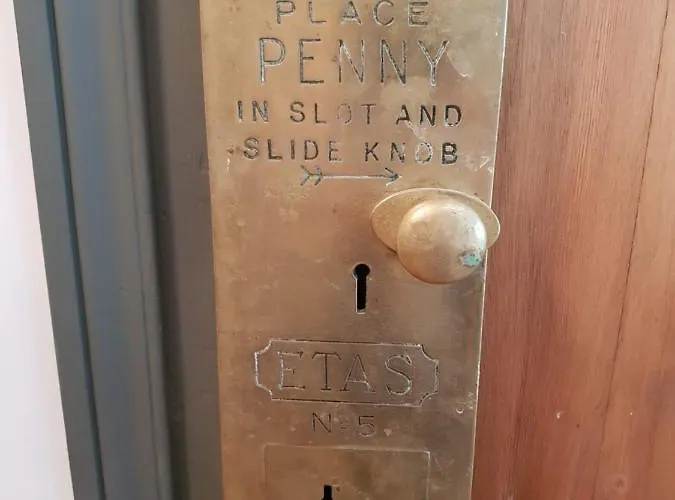 PLACE
PENNY
IN SLOT AND
SLIDE KNOB
ETAS
No 5